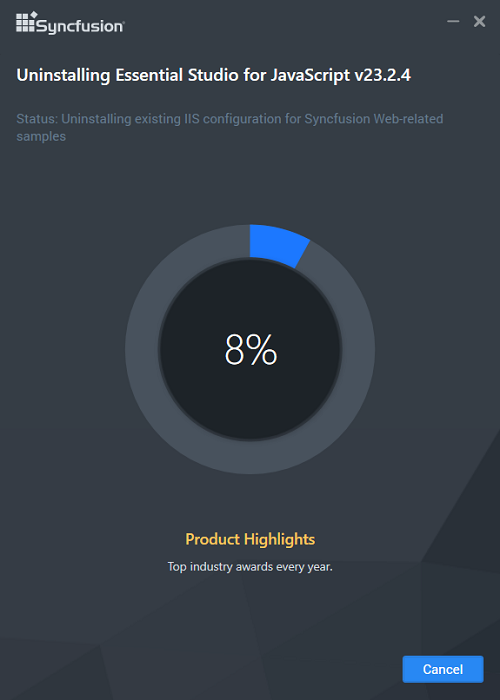 Syncfusion®
Uninstalling Essential Studio for JavaScript v23.2.4
Status: Uninstalling existing IIS configuration for Syncfusion Web-related
samples
8%
Product Highlights
Top industry awards every year.
Cancel